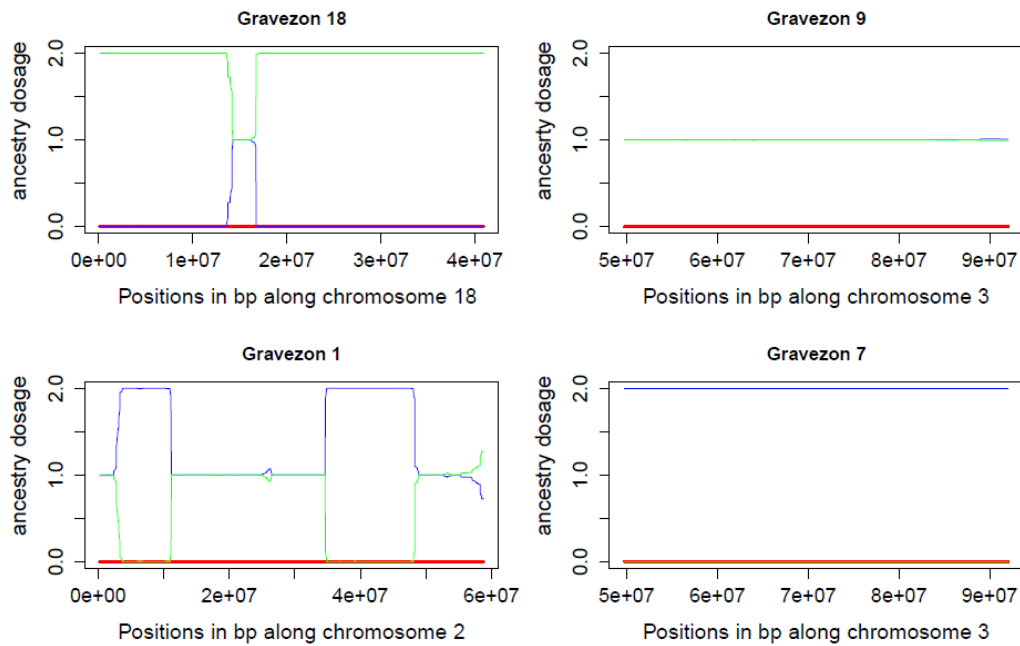 Gravezon 18
ancestry dosage
2.0
1.0
0.0
0e+00 1e+07 2e+07 3e+07 4e+07
Positions in bp along chromosome 18
Gravezon 9
ancesrty dosage
2.0
1.0
0.0
5e+07 6e+07 7e+07 8e+07 9e+07
Positions in bp along chromosome 3
Gravezon 1
ancestry dosage
2.0
1.0
0.0
0e+00 2e+07 4e+07 6e+07
Positions in bp along chromosome 2
Gravezon 7
ancestry dosage
2.0
1.0
0.0
5e+07 6e+07 7e+07 8e+07 9e+07
Positions in bp along chromosome 3